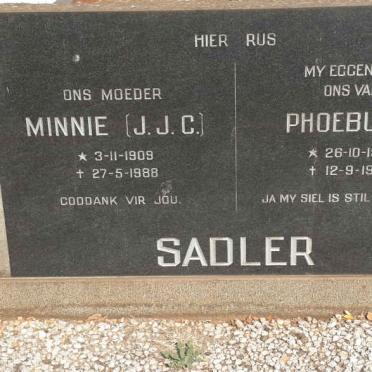 HIER RUS
ONS MOEDER
MINNIE (J.J.C.)
★ 3-11-1909
† 27-5-1988
GODDANK VIR JOU.
MY EGGEN
ONS VA
PHOEBU
★ 26-10-1
† 12-9-19
JA MY SIEL IS STIL
SADLER